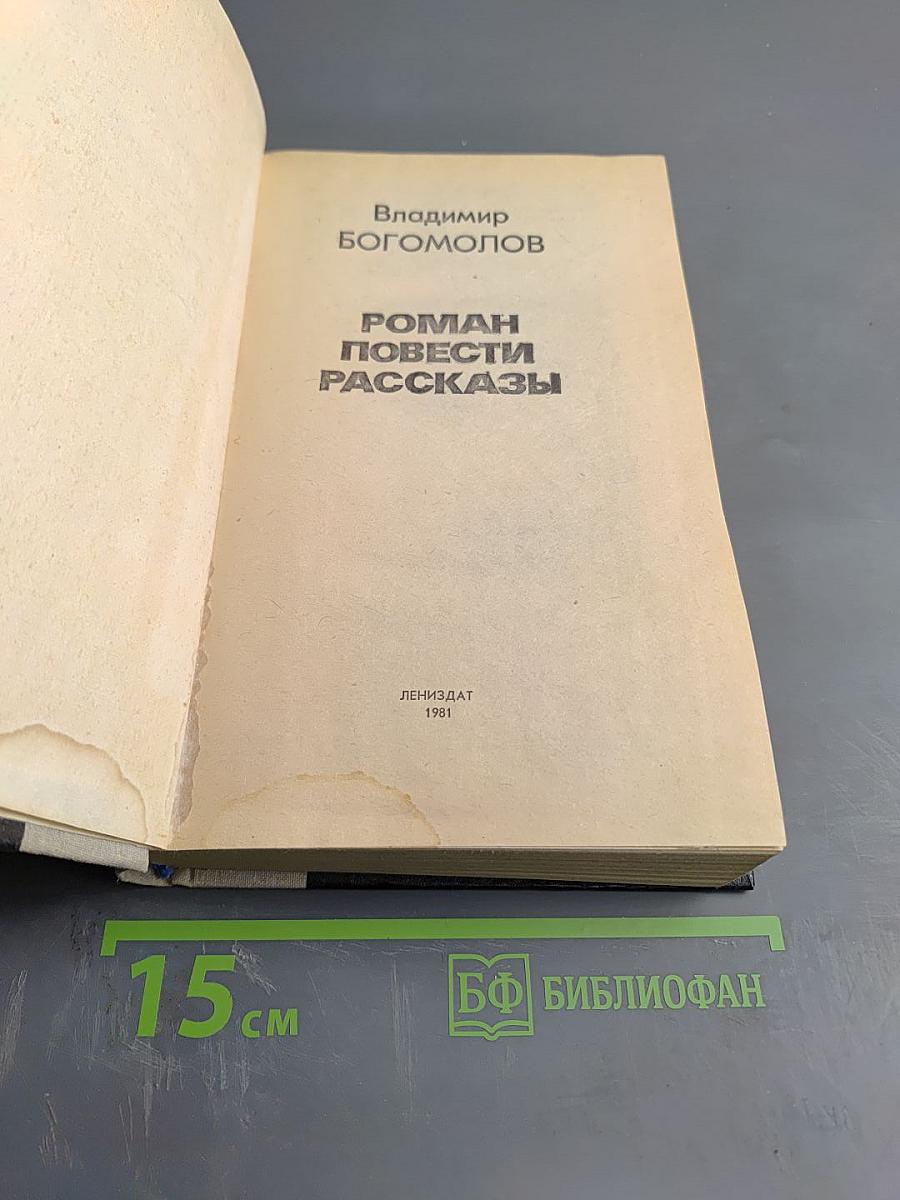 Владимир
БОГОМОЛОВ
РОМАН
ПОВЕСТИ
РАССКАЗЫ
ЛЕНИЗДАТ
1981
15 см
БФ БИБЛИОФАН